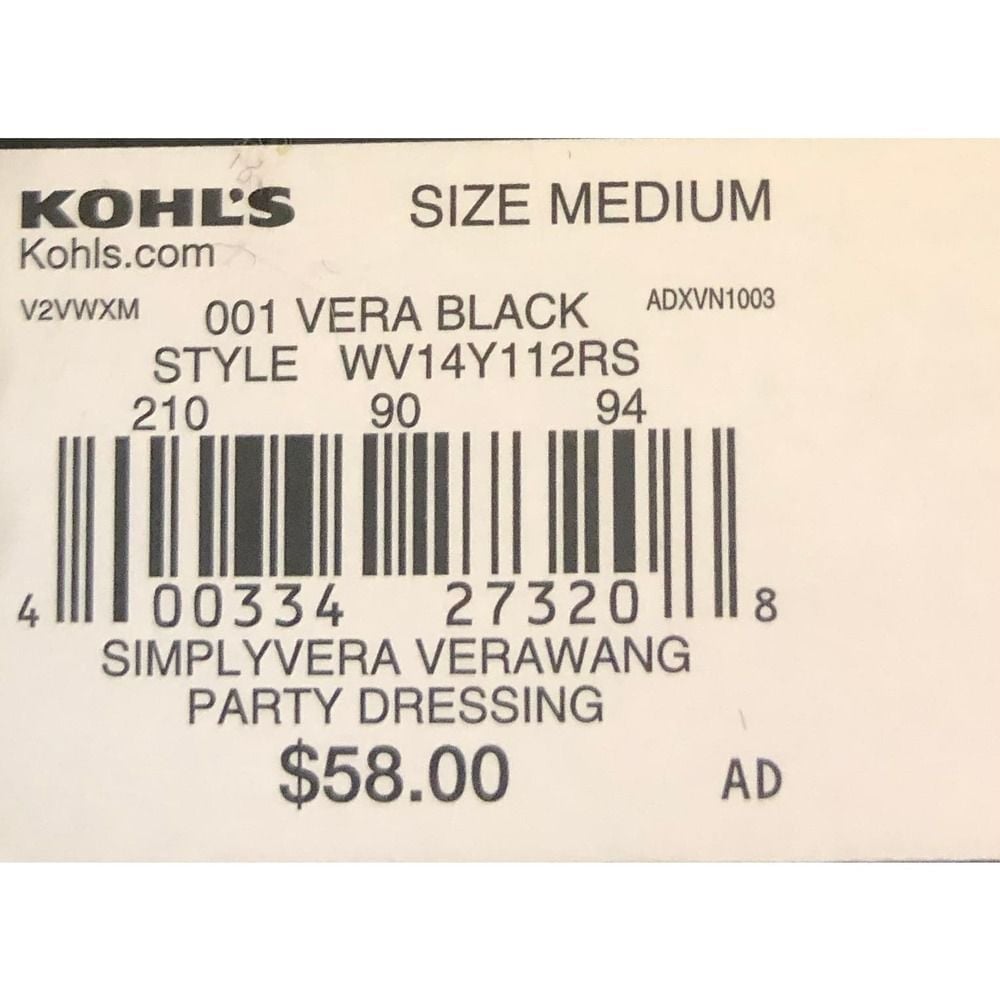 KOHL'S SIZE MEDIUM
Kohls.com
V2VWXM 001 VERA BLACK ADXVN1003
STYLE WV14Y112RS
210 90 94
4 00334 27320 8
SIMPLYVERA VERAWANG
PARTY DRESSING
$58.00 AD